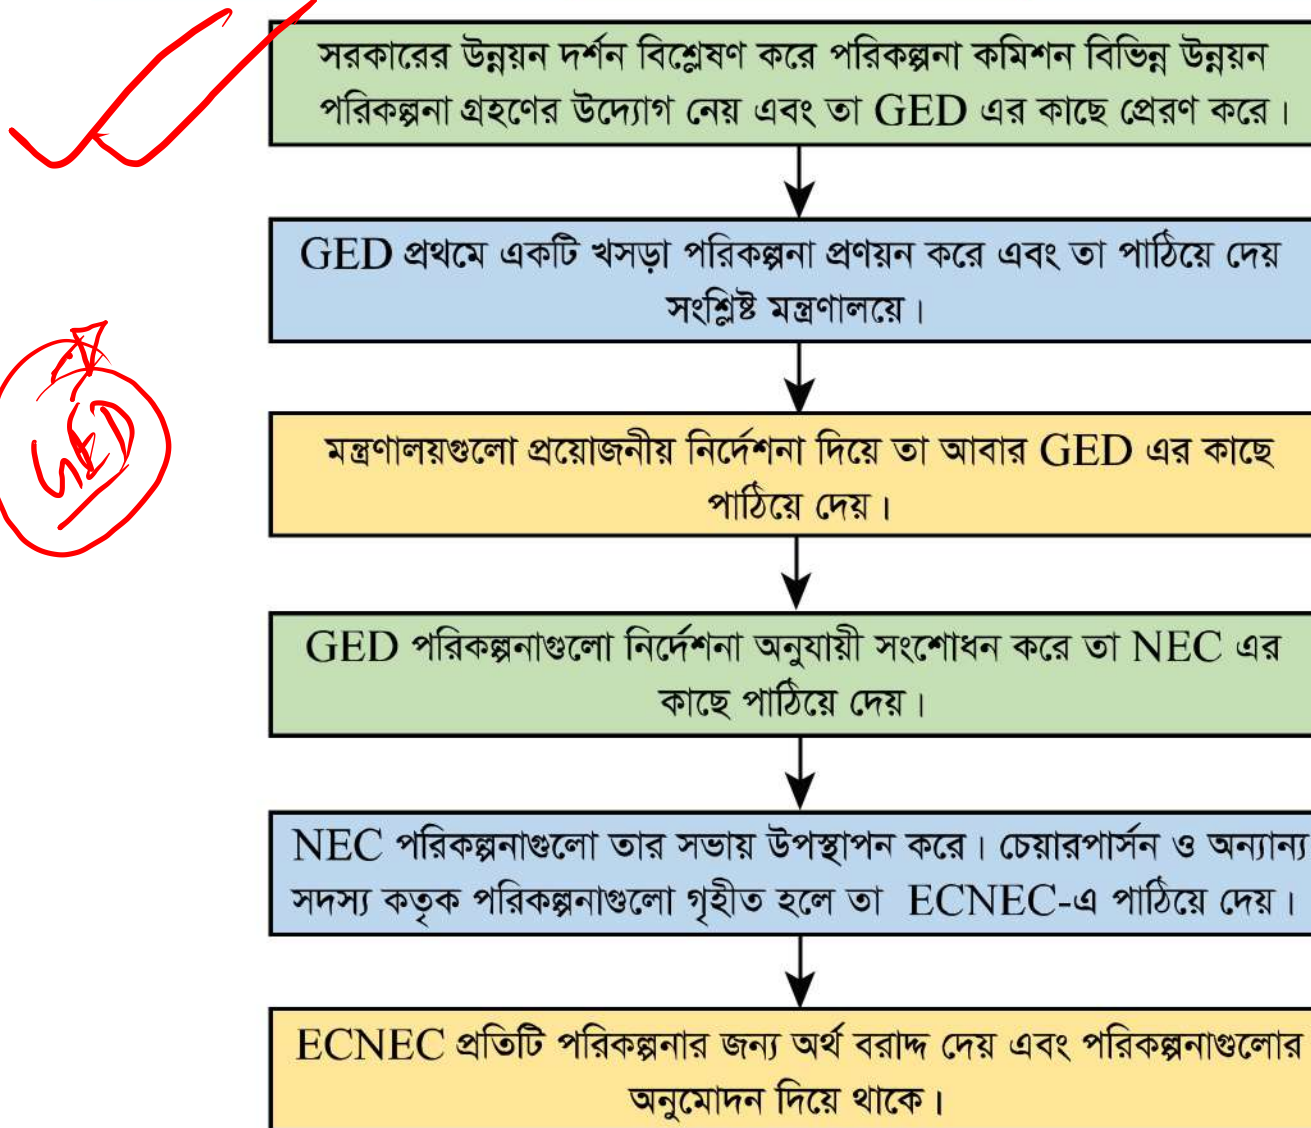 সরকারের উন্নয়ন দর্শন বিশ্লেষণ করে পরিকল্পনা কমিশন বিভিন্ন উন্নয়ন
পরিকল্পনা গ্রহণের উদ্যোগ নেয় এবং তা GED এর কাছে প্রেরণ করে।
GED প্রথমে একটি খসড়া পরিকল্পনা প্রণয়ন করে এবং তা পাঠিয়ে দেয়
সংশ্লিষ্ট মন্ত্রণালয়ে।
GED
মন্ত্রণালয়গুলো প্রয়োজনীয় নির্দেশনা দিয়ে তা আবার GED এর কাছে
পাঠিয়ে দেয়।
GED পরিকল্পনাগুলো নির্দেশনা অনুযায়ী সংশোধন করে তা NEC এর
কাছে পাঠিয়ে দেয়।
NEC পরিকল্পনাগুলো তার সভায় উপস্থাপন করে। চেয়ারপার্সন ও অন্যান্য
সদস্য কতৃক পরিকল্পনাগুলো গৃহীত হলে তা ECNEC-এ পাঠিয়ে দেয়।
ECNEC প্রতিটি পরিকল্পনার জন্য অর্থ বরাদ্দ দেয় এবং পরিকল্পনাগুলোর
অনুমোদন দিয়ে থাকে।